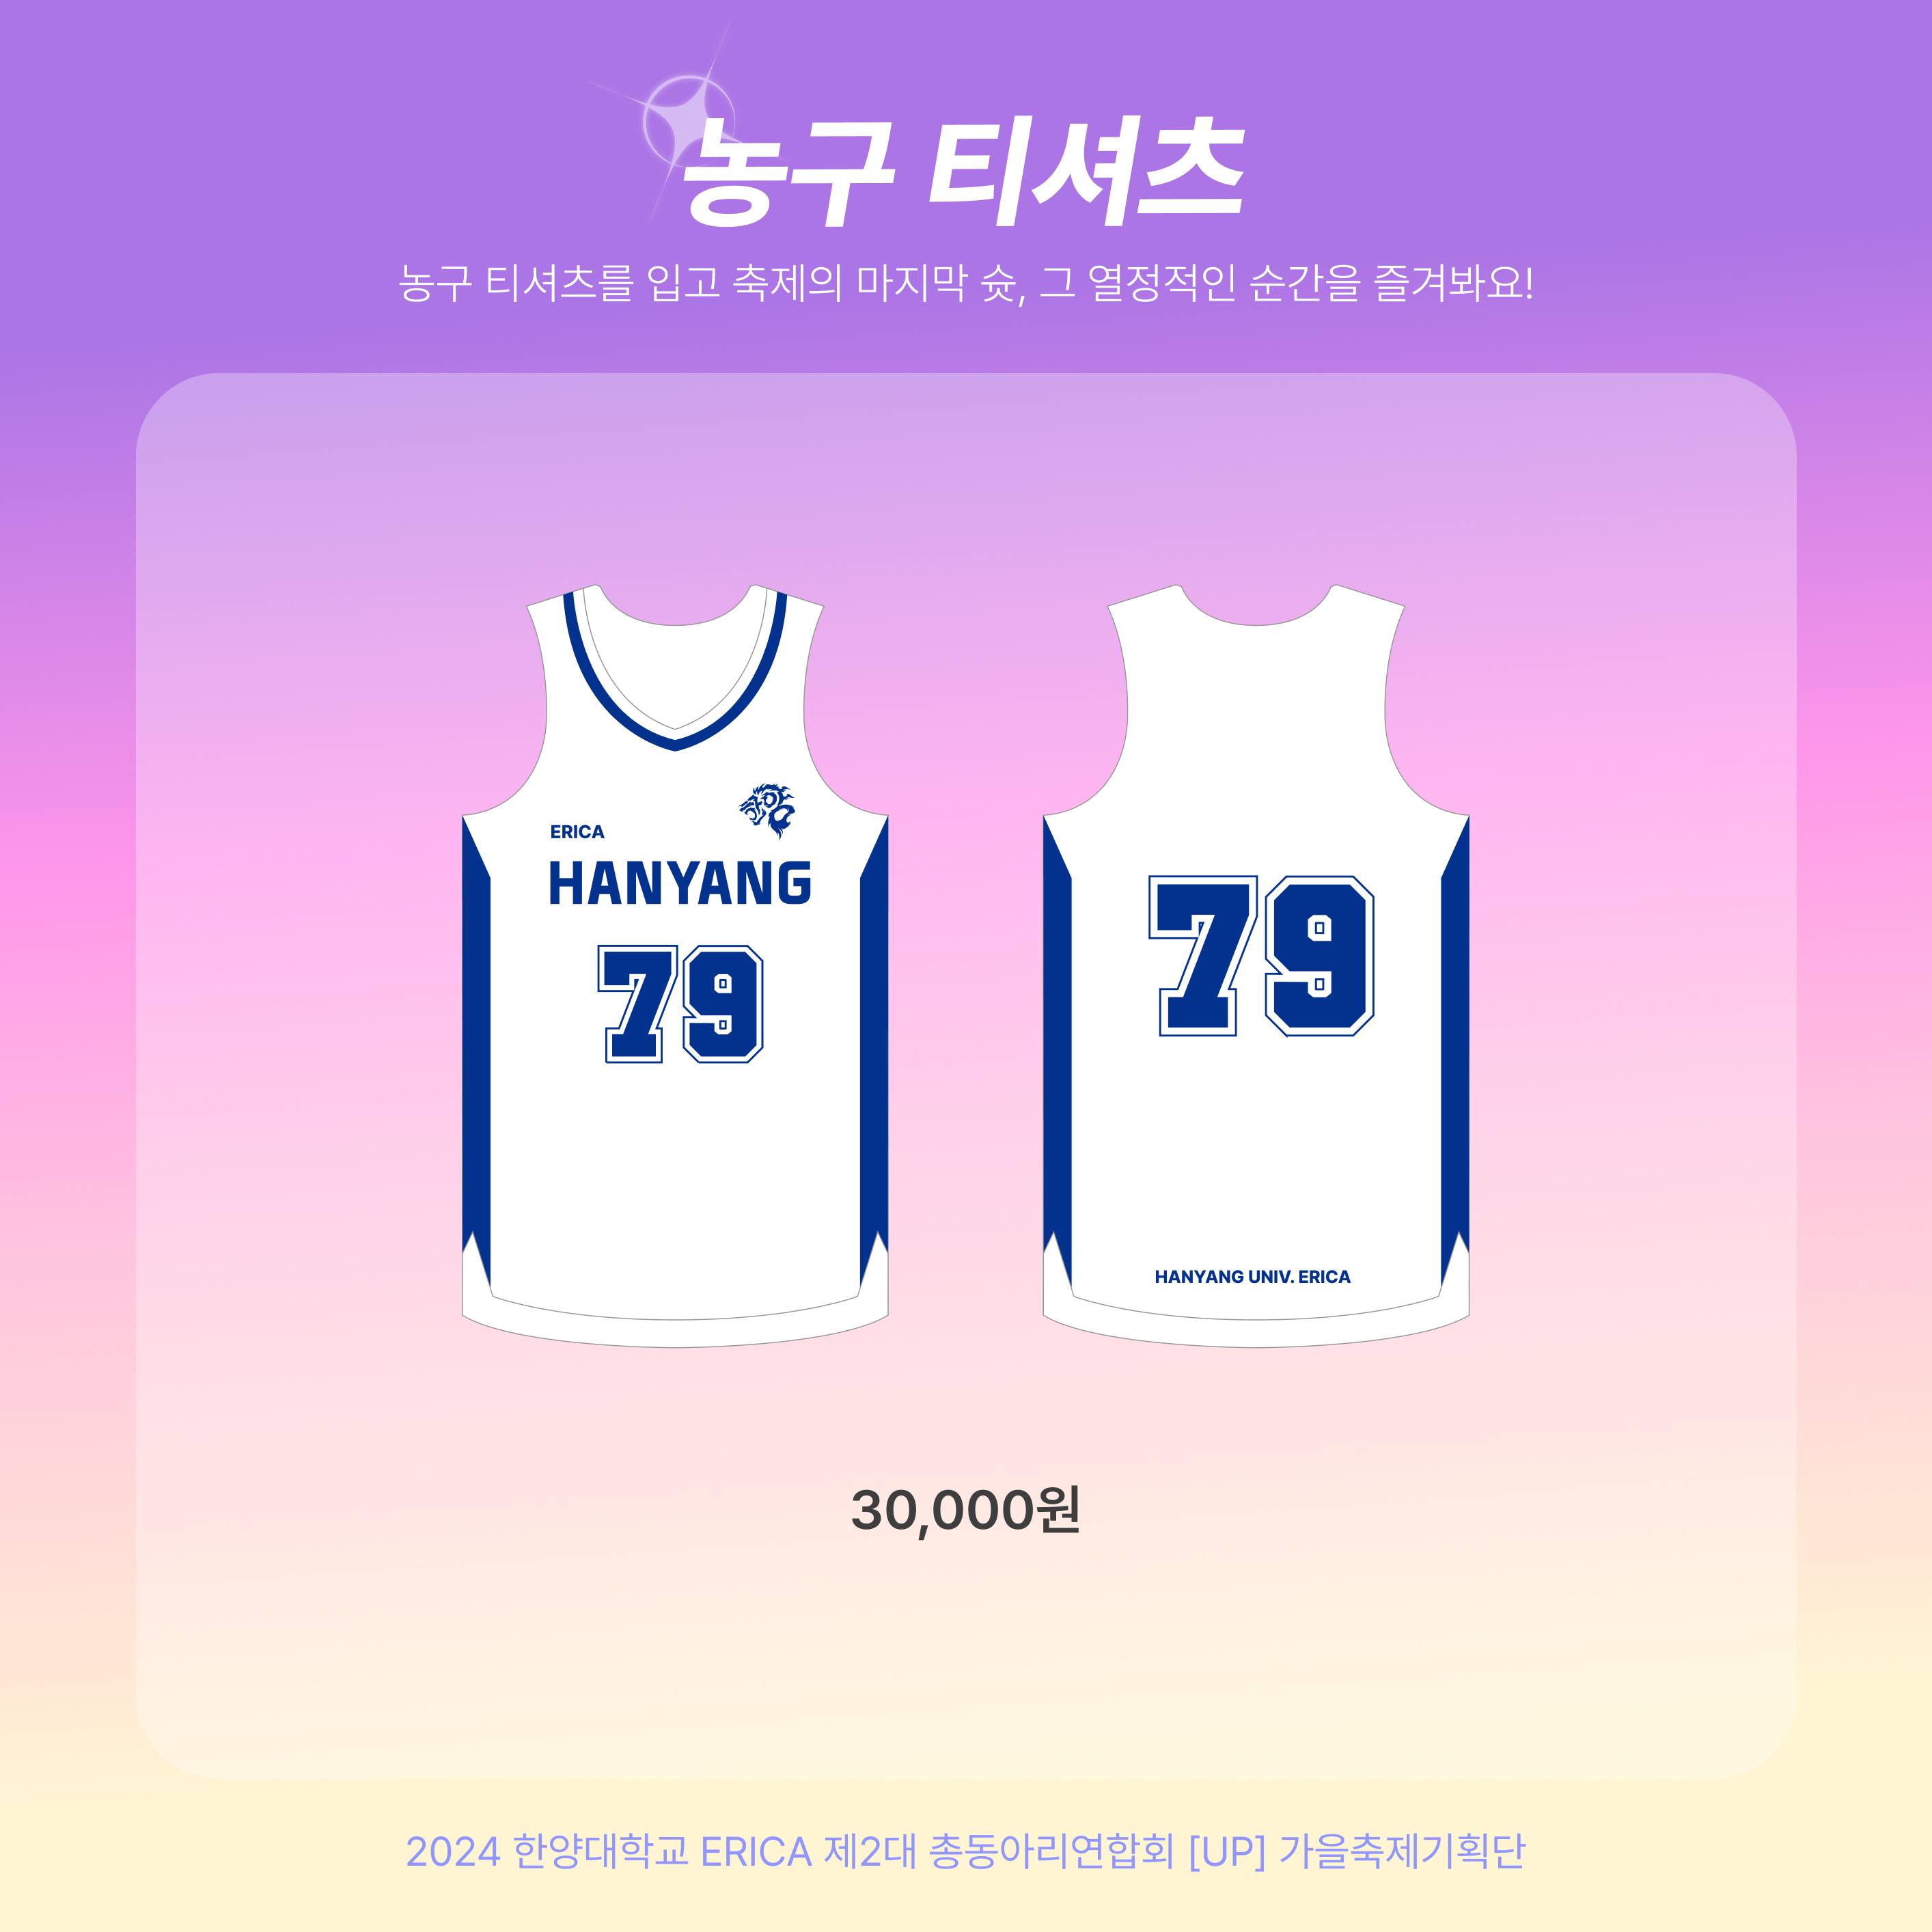 농구 티셔츠
농구 티셔츠를 입고 축제의 마지막 슛, 그 열정적인 순간을 즐겨봐요!
ERICA
HANYANG
79
79
HANYANG UNIV. ERICA
30,000원
2024 한양대학교 ERICA 제2대 총동아리연합회 [UP] 가을축제기획단